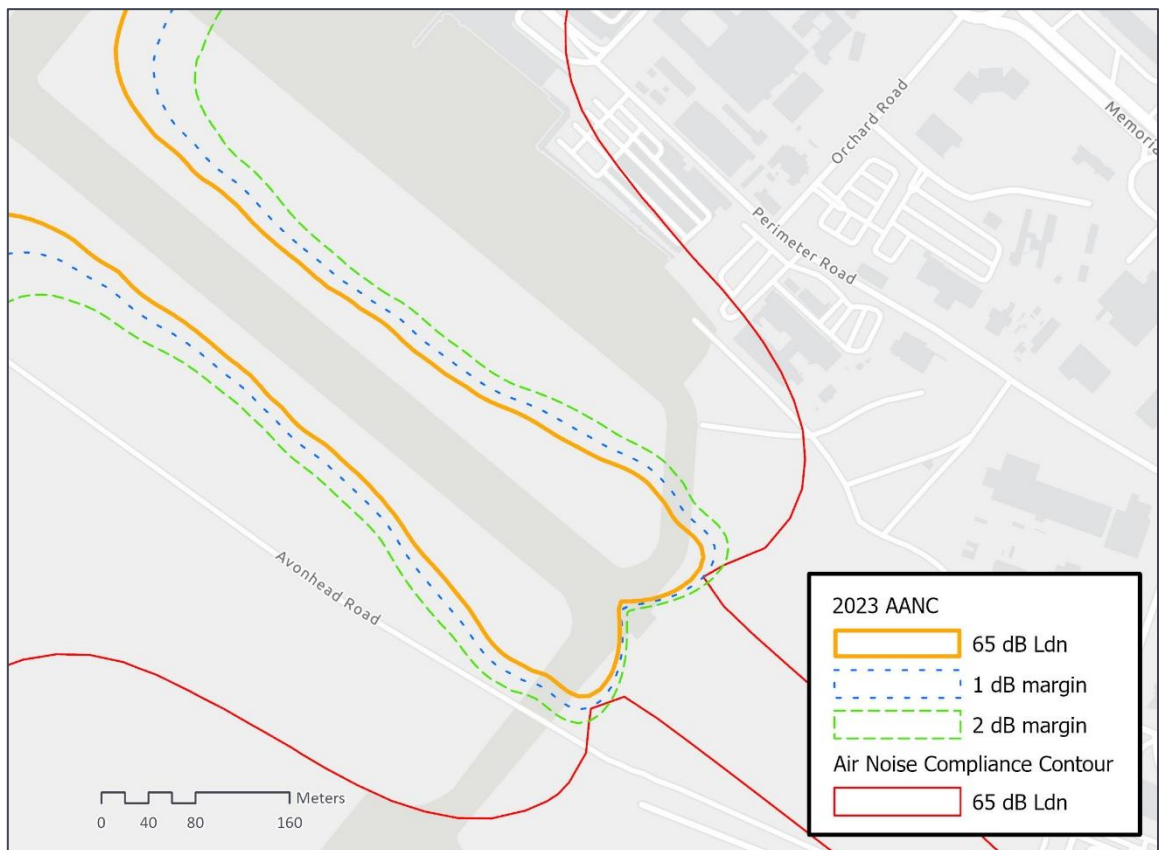 Orchard Road
Memoria
Perimeter Road
Avonhead Road
Meters
0 40 80 160
2023 AANC
65 dB Ldn
1 dB margin
2 dB margin
Air Noise Compliance Contour
65 dB Ldn